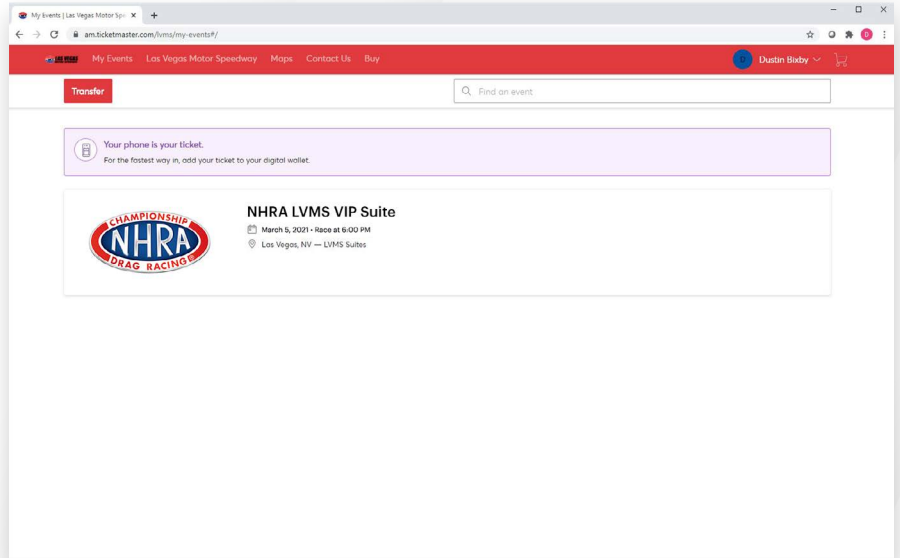 My Events | Las Vegas Motor Sp
am.ticketmaster.com/lvms/my-events#/
LAS VEGAS
My Events Las Vegas Motor Speedway Maps Contact Us Buy
D Dustin Bixby
Transfer
Find an event
Your phone is your ticket.
For the fastest way in, add your ticket to your digital wallet.
CHAMPIONSHIP
NHRA
DRAG RACING
NHRA LVMS VIP Suite
March 5, 2021 • Race at 6:00 PM
Las Vegas, NV — LVMS Suites